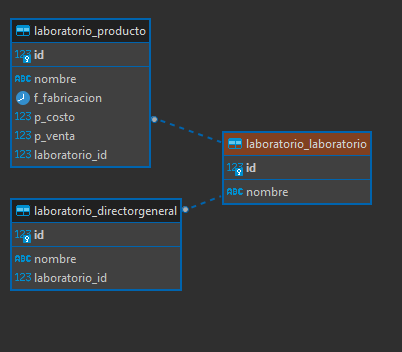 laboratorio_producto
123 id
ABC nombre
f_fabricacion
123 p_costo
123 p_venta
123 laboratorio_id
laboratorio_laboratorio
123 id
ABC nombre
laboratorio_directorgeneral
123 id
ABC nombre
123 laboratorio_id